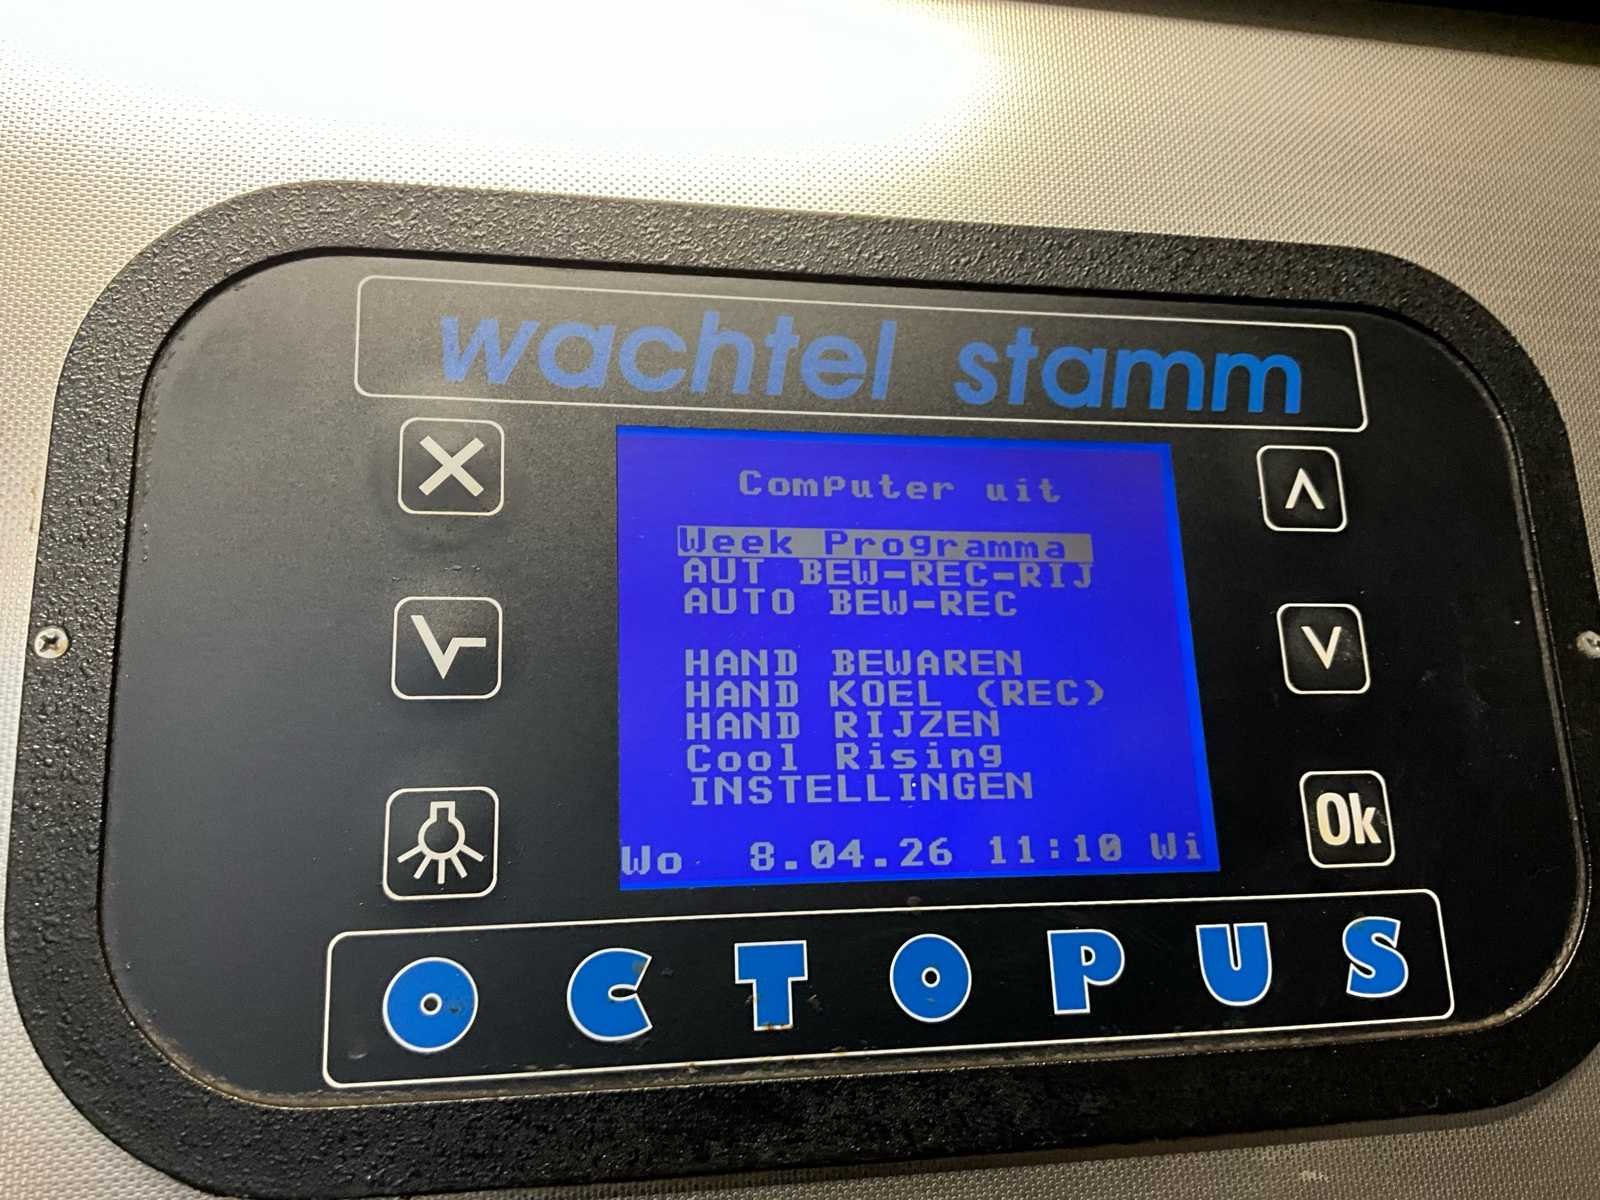 wachtel stamm
Computer uit
Week Programma
AUT BEW-REC-RIJ
AUTO BEW-REC
HAND BEWAREN
HAND KOEL (REC)
HAND RIJZEN
Cool Rising
INSTELLINGEN
Wo 8.04.26 11:10 Wi
Ok
OCTOPUS